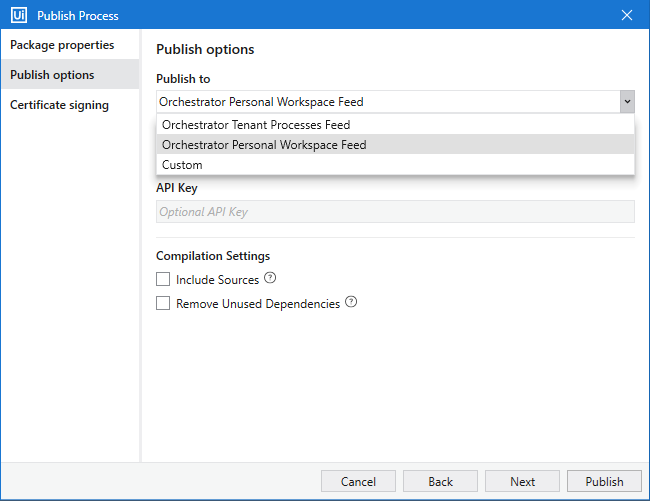 Ui Publish Process
Package properties
Publish options
Certificate signing
Publish options
Publish to
Orchestrator Personal Workspace Feed
Orchestrator Tenant Processes Feed
Orchestrator Personal Workspace Feed
Custom
API Key
Optional API Key
Compilation Settings
Include Sources ?
Remove Unused Dependencies ?
Cancel Back Next Publish